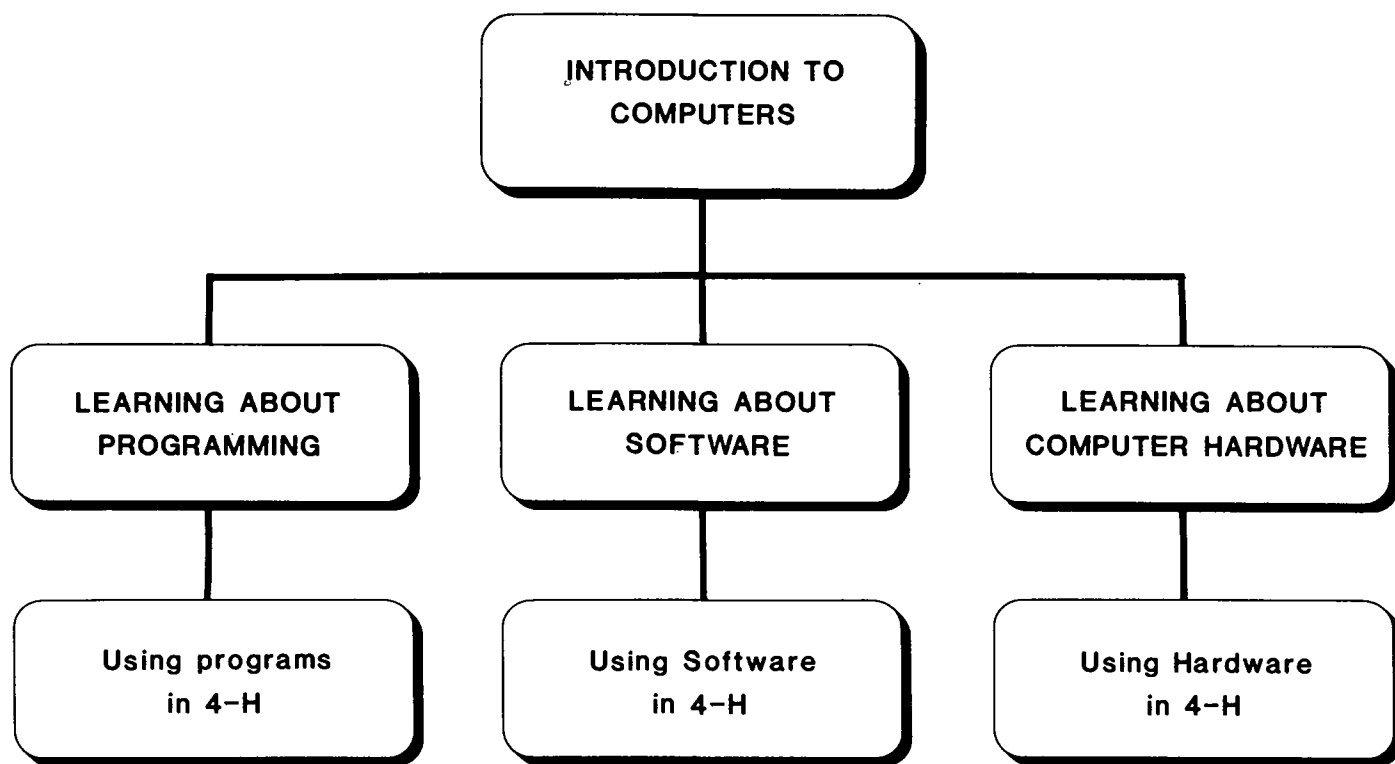 INTRODUCTION TO
COMPUTERS
LEARNING ABOUT
PROGRAMMING
LEARNING ABOUT
SOFTWARE
LEARNING ABOUT
COMPUTER HARDWARE
Using programs
in 4-H
Using Software
in 4-H
Using Hardware
in 4-H